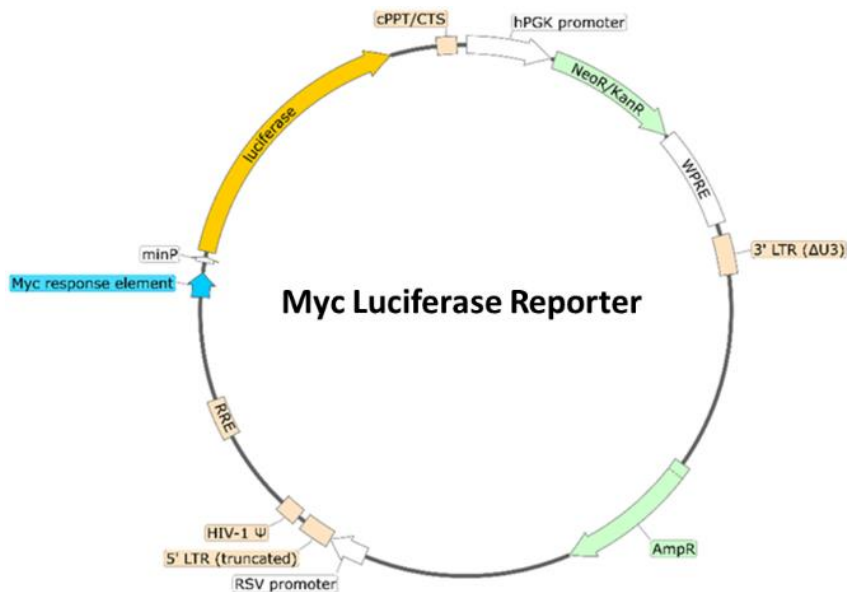 cPPT/CTS
hPGK promoter
NeoR/KanR
luciferase
WPRE
minP
3' LTR (ΔU3)
Myc response element
Myc Luciferase Reporter
RRE
HIV-1 Ψ
5' LTR (truncated)
AmpR
RSV promoter